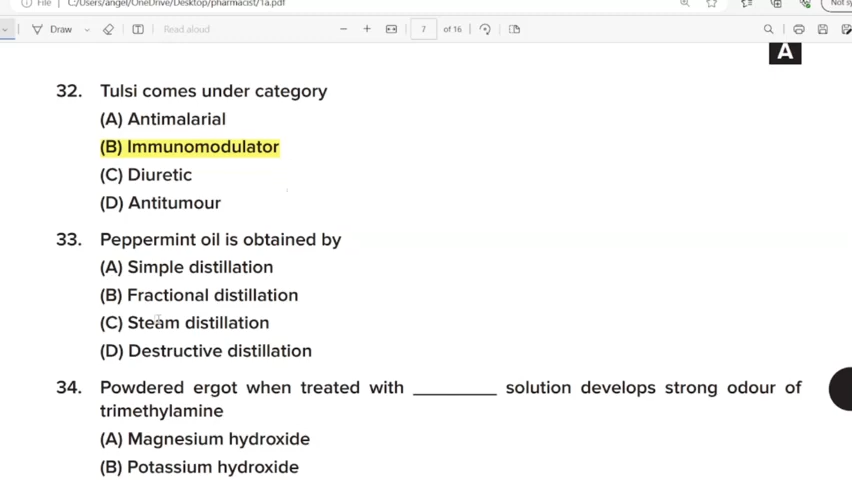 File C:/Users/angel/OneDrive/Desktop/pharmacist/1a.pdf
Draw Read aloud 7 of 16
A
32. Tulsi comes under category
(A) Antimalarial
(B) Immunomodulator
(C) Diuretic
(D) Antitumour
33. Peppermint oil is obtained by
(A) Simple distillation
(B) Fractional distillation
(C) Steam distillation
(D) Destructive distillation
34. Powdered ergot when treated with ________ solution develops strong odour of
trimethylamine
(A) Magnesium hydroxide
(B) Potassium hydroxide